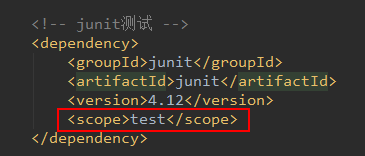 <!-- junit测试 -->
<dependency>
<groupId>junit</groupId>
<artifactId>junit</artifactId>
<version>4.12</version>
<scope>test</scope>
</dependency>